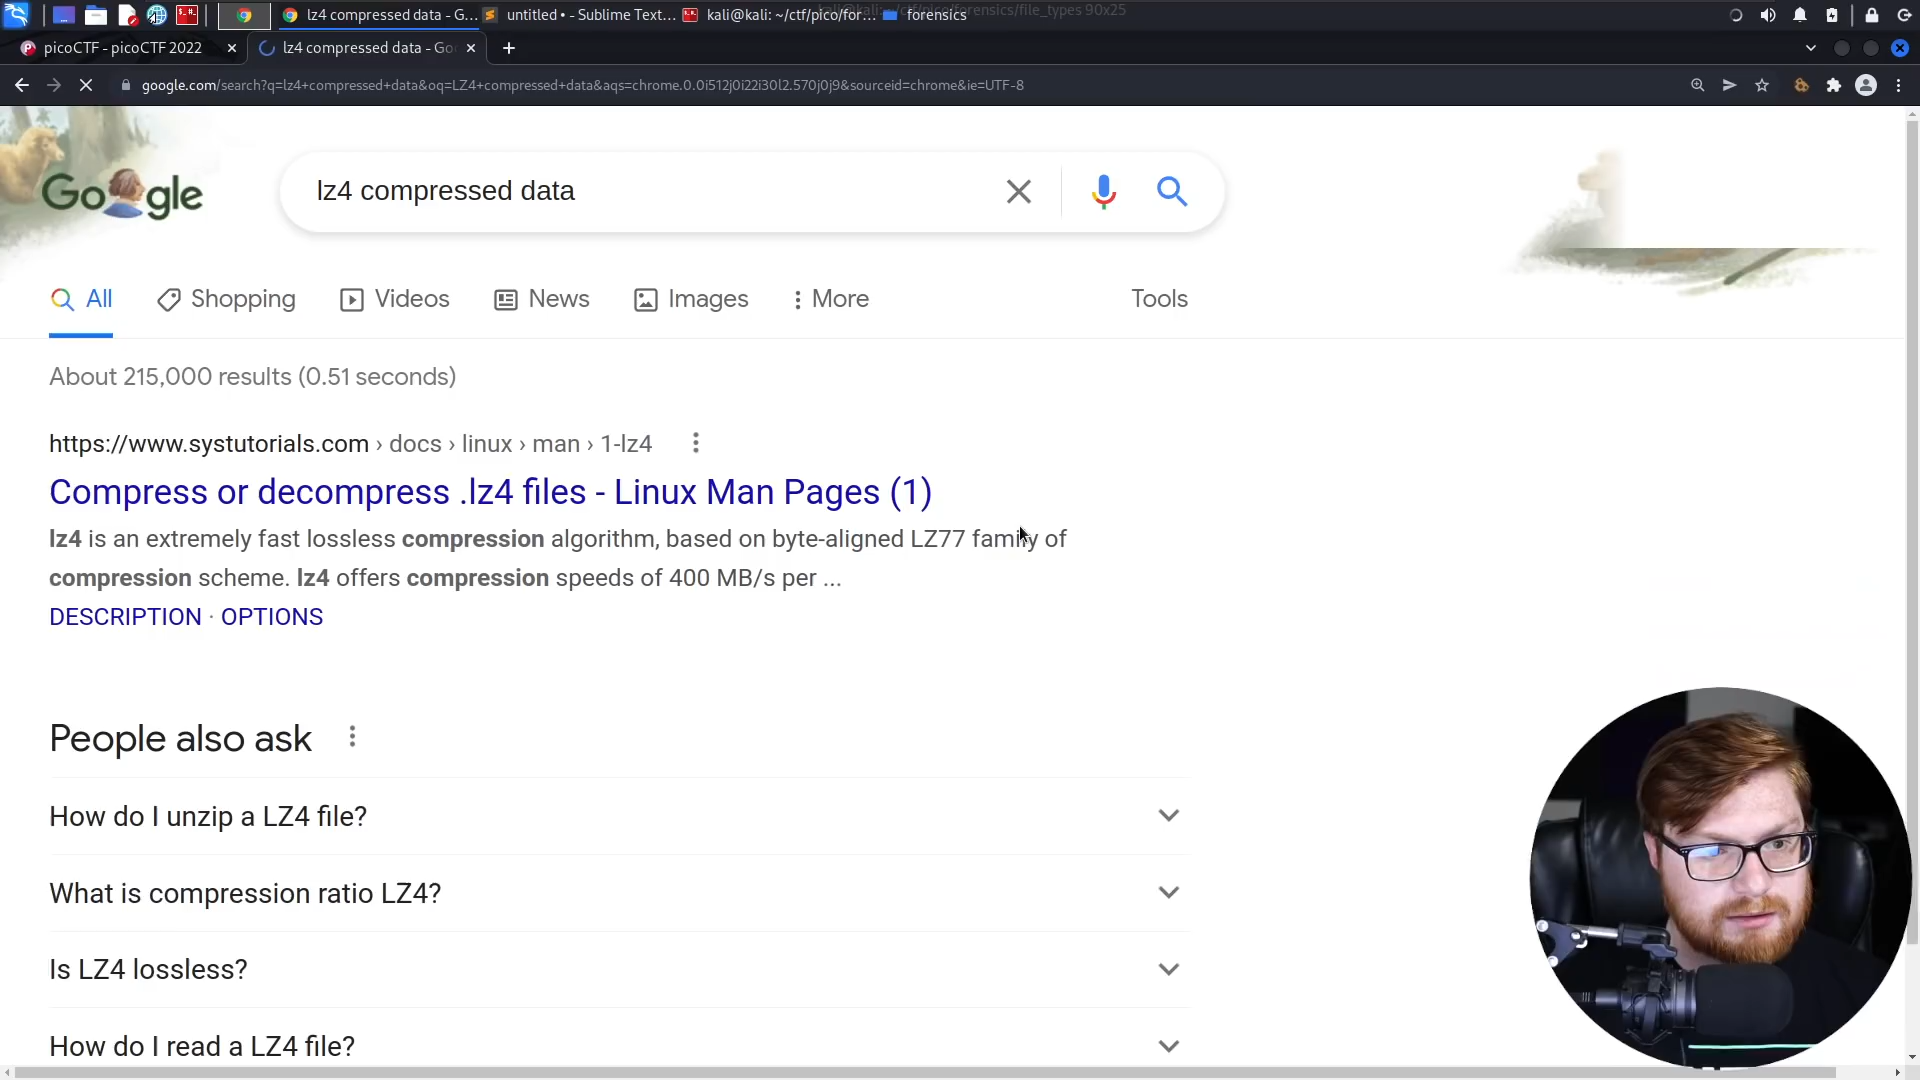 lz4 compressed data - G...
untitled • - Sublime Text...
kali@kali: ~/ctf/pico/for...
forensics
kali@kali: ~/ctf/pico/forensics/file_types 90x25
picoCTF - picoCTF 2022
lz4 compressed data - Go
google.com/search?q=lz4+compressed+data&oq=LZ4+compressed+data&aqs=chrome.0.0i512j0i22i30l2.570j0j9&sourceid=chrome&ie=UTF-8
Google
lz4 compressed data
All
Shopping
Videos
News
Images
More
Tools
About 215,000 results (0.51 seconds)
https://www.systutorials.com › docs › linux › man › 1-lz4
Compress or decompress .lz4 files - Linux Man Pages (1)
lz4 is an extremely fast lossless compression algorithm, based on byte-aligned LZ77 family of
compression scheme. lz4 offers compression speeds of 400 MB/s per ...
DESCRIPTION · OPTIONS
People also ask
How do I unzip a LZ4 file?
What is compression ratio LZ4?
Is LZ4 lossless?
How do I read a LZ4 file?